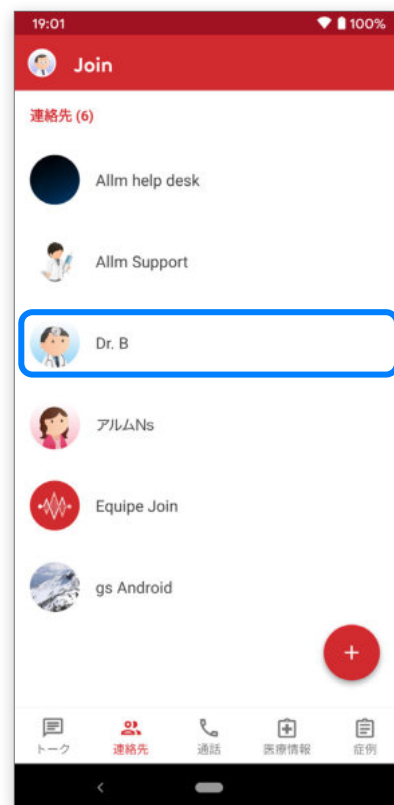 19:01 100%
Join
連絡先 (6)
Allm help desk
Allm Support
Dr. B
アルムNs
Equipe Join
gs Android
+
トーク 連絡先 通話 医療情報 症例